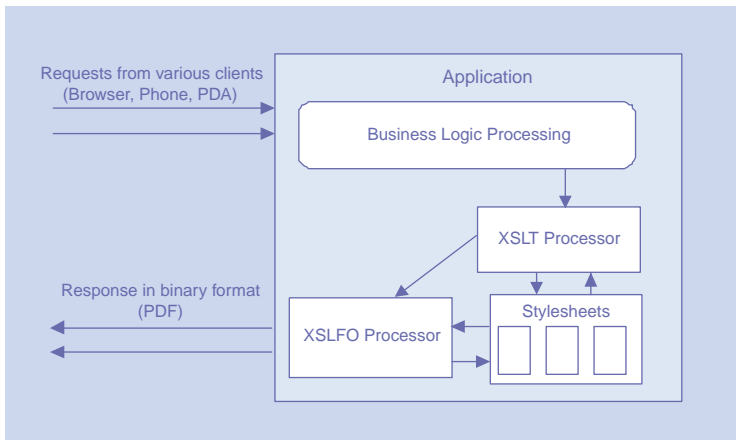 Requests from various clients
(Browser, Phone, PDA)
Application
Business Logic Processing
XSLT Processor
Response in binary format
(PDF)
XSLFO Processor
Stylesheets